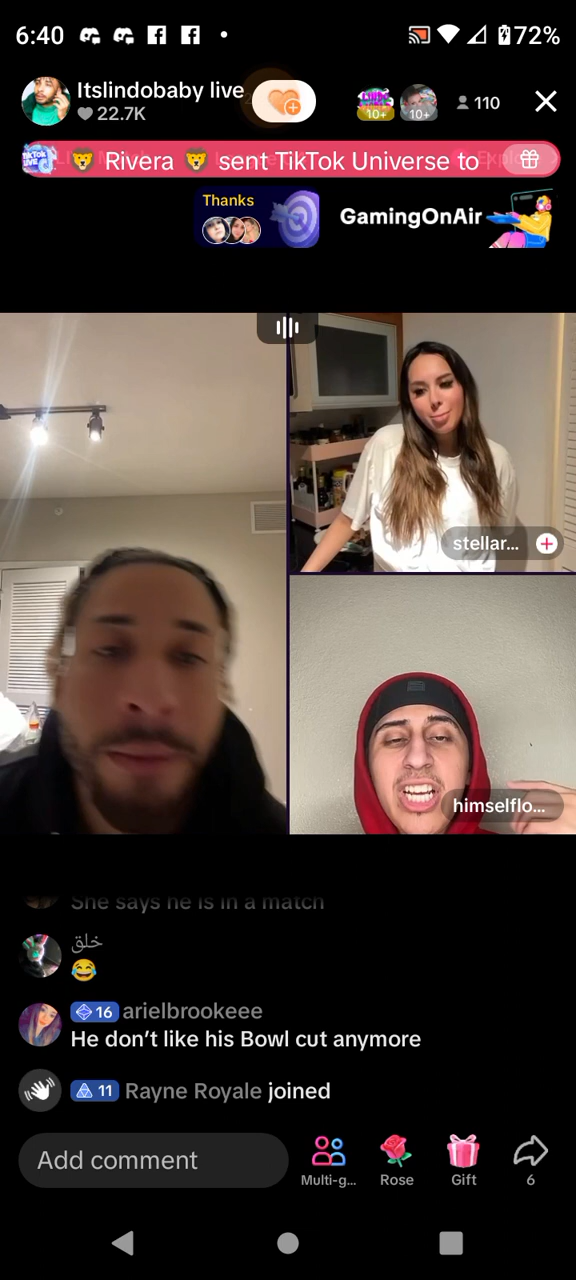 6:40
72%
Itslindobaby live
22.7K
10+
10+
110
Rivera 🦁 sent TikTok Universe to
Thanks
GamingOnAir
stellar...
himselflo...
She says he is in a match
خلق
😂
16 arielbrookeee
He don't like his Bowl cut anymore
11 Rayne Royale joined
Add comment
Multi-g...
Rose
Gift
6